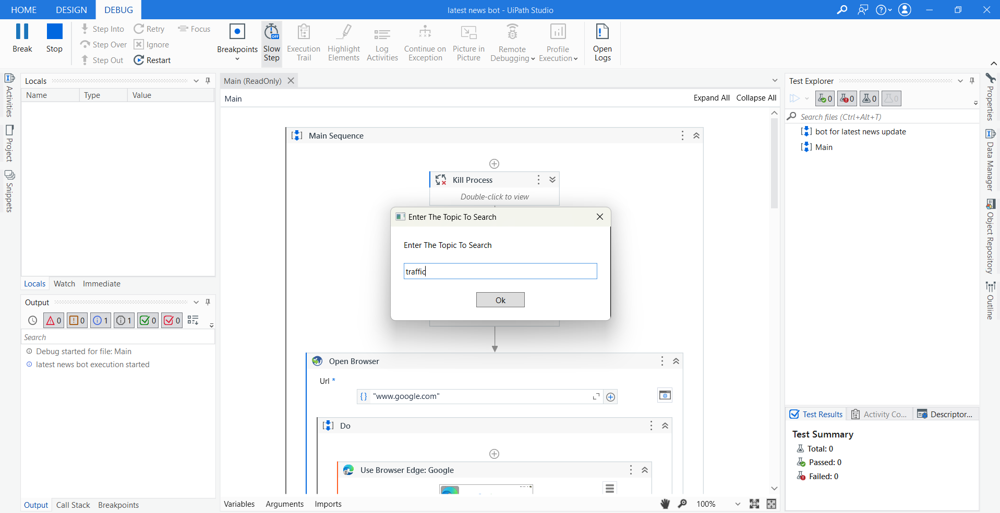 HOME DESIGN DEBUG
latest news bot - UiPath Studio
Break
Stop
Step Into
Step Over
Step Out
Retry
Ignore
Restart
Focus
Breakpoints
Slow Step
Execution Trail
Highlight Elements
Log Activities
Continue on Exception
Picture in Picture
Remote Debugging
Profile Execution
Open Logs
OFF
Activities
Project
Snippets
Locals
Name Type Value
Locals Watch Immediate
Output
0 0 1 1 0 0
Search
Debug started for file: Main
latest news bot execution started
Output Call Stack Breakpoints
Main (ReadOnly)
Main
Expand All Collapse All
Main Sequence
Kill Process
Double-click to view
Enter The Topic To Search
Enter The Topic To Search
traffic
Ok
Open Browser
Url *
{} "www.google.com"
Do
Use Browser Edge: Google
Variables Arguments Imports
100%
Test Explorer
0 0 0 0
Search files (Ctrl+Alt+T)
bot for latest news update
Main
Test Results Activity Co... Descriptor...
Test Summary
Total: 0
Passed: 0
Failed: 0
Properties
Data Manager
Object Repository
Outline